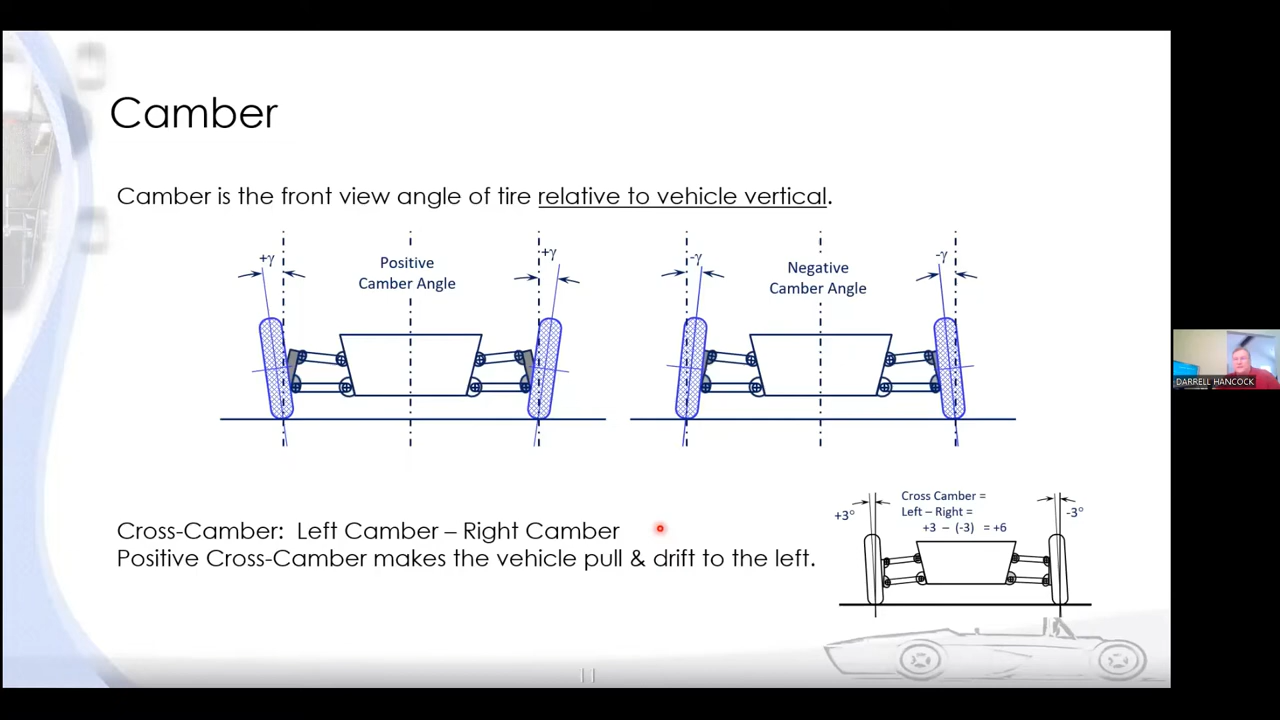 Camber
Camber is the front view angle of tire relative to vehicle vertical.
+γ
Positive
Camber Angle
+γ
-γ
Negative
Camber Angle
-γ
Cross-Camber: Left Camber – Right Camber
Positive Cross-Camber makes the vehicle pull & drift to the left.
+3°
Cross Camber =
Left – Right =
+3 – (-3) = +6
-3°
11
DARRELL HANCOCK